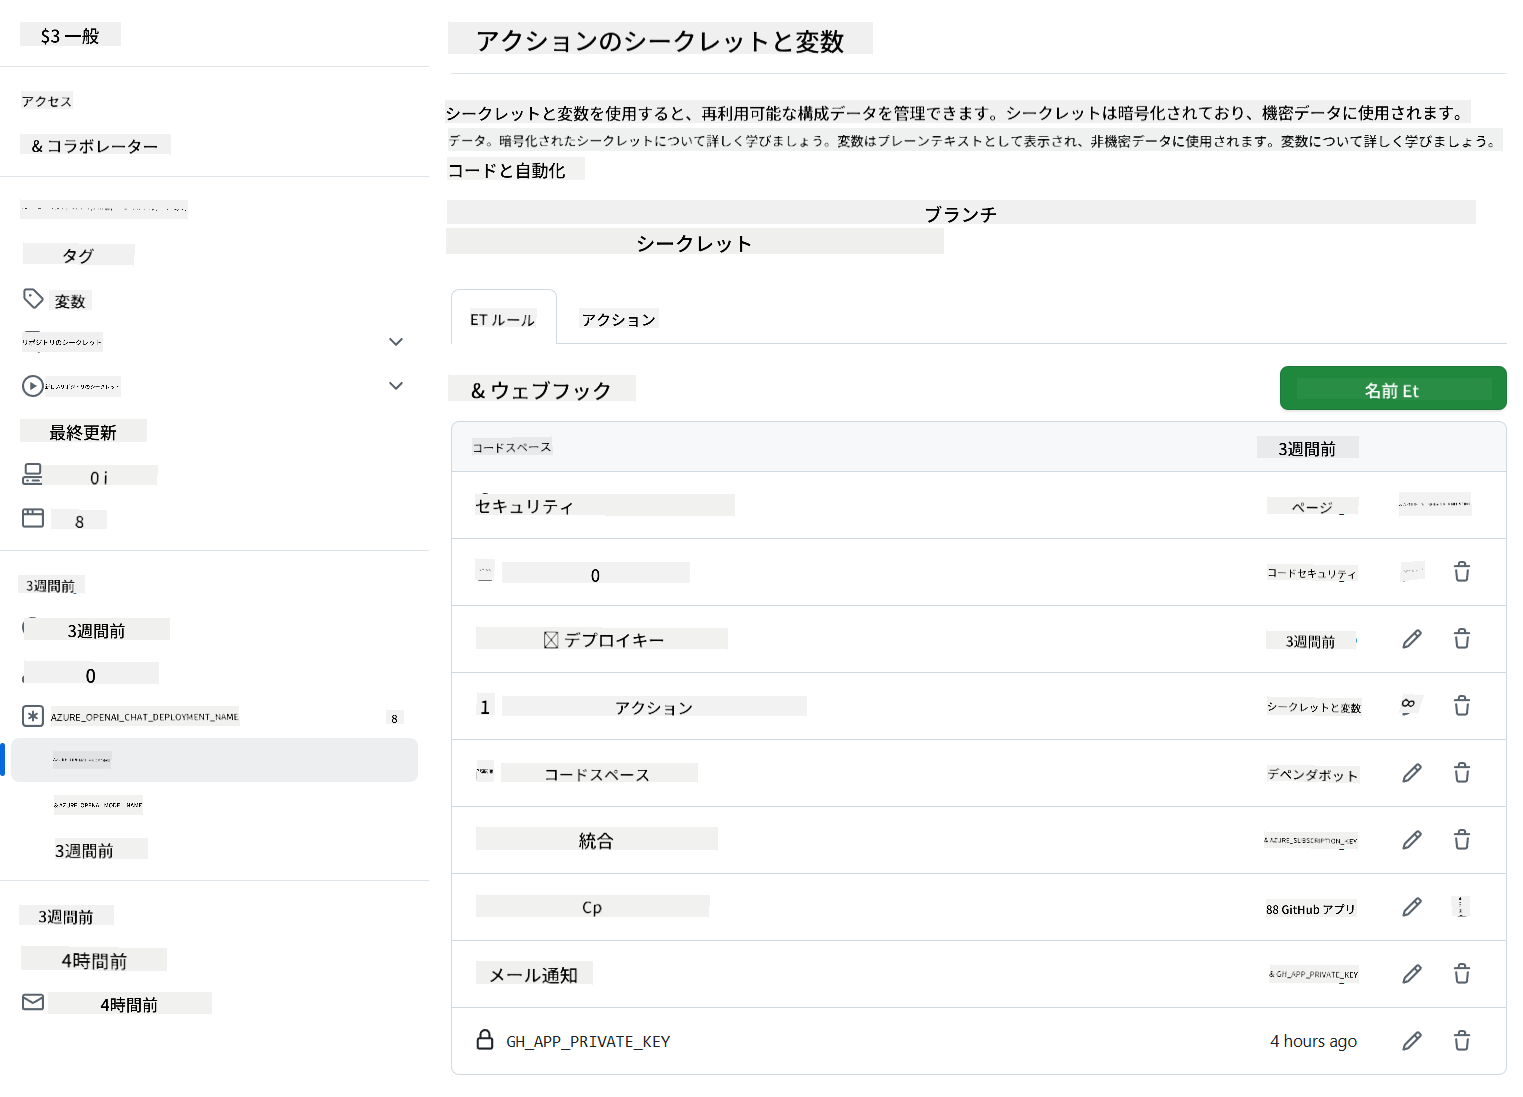 $3 一般
アクセス
& コラボレーター
タグ
変数
リポジトリのシークレット
新しいリポジトリのシークレット
最終更新
0 i
8
3週間前
3週間前
0
AZURE_OPENAI_CHAT_DEPLOYMENT_NAME
8
& AZURE_OPENAI_MODEL_NAME
3週間前
3週間前
4時間前
4時間前
アクションのシークレットと変数
シークレットと変数を使用すると、再利用可能な構成データを管理できます。シークレットは暗号化されており、機密データに使用されます。
データ。暗号化されたシークレットについて詳しく学びましょう。変数はプレーンテキストとして表示され、非機密データに使用されます。変数について詳しく学びましょう。
コードと自動化
ブランチ
シークレット
ET ルール
アクション
& ウェブフック
名前 Et
コードスペース
3週間前
セキュリティ
ページ
0
コードセキュリティ
デプロイキー
3週間前
1
アクション
シークレットと変数
8
コードスペース
デペンダボット
統合
& AZURE_SUBSCRIPTION_KEY
Cp
88 GitHub アプリ
メール通知
& GH_APP_PRIVATE_KEY
GH_APP_PRIVATE_KEY
4 hours ago